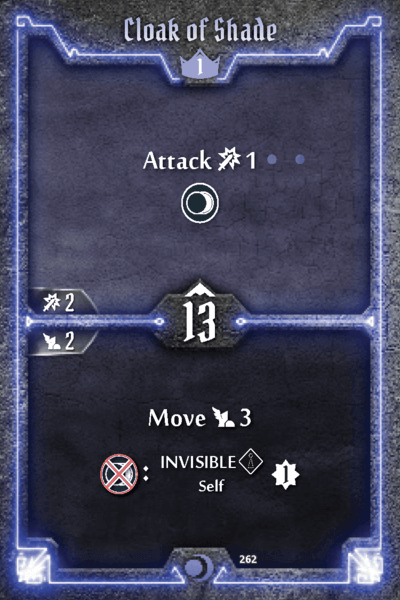 Cloak of Shade
1
Attack 1
2
13
2
Move 3
: INVISIBLE
Self
1
262